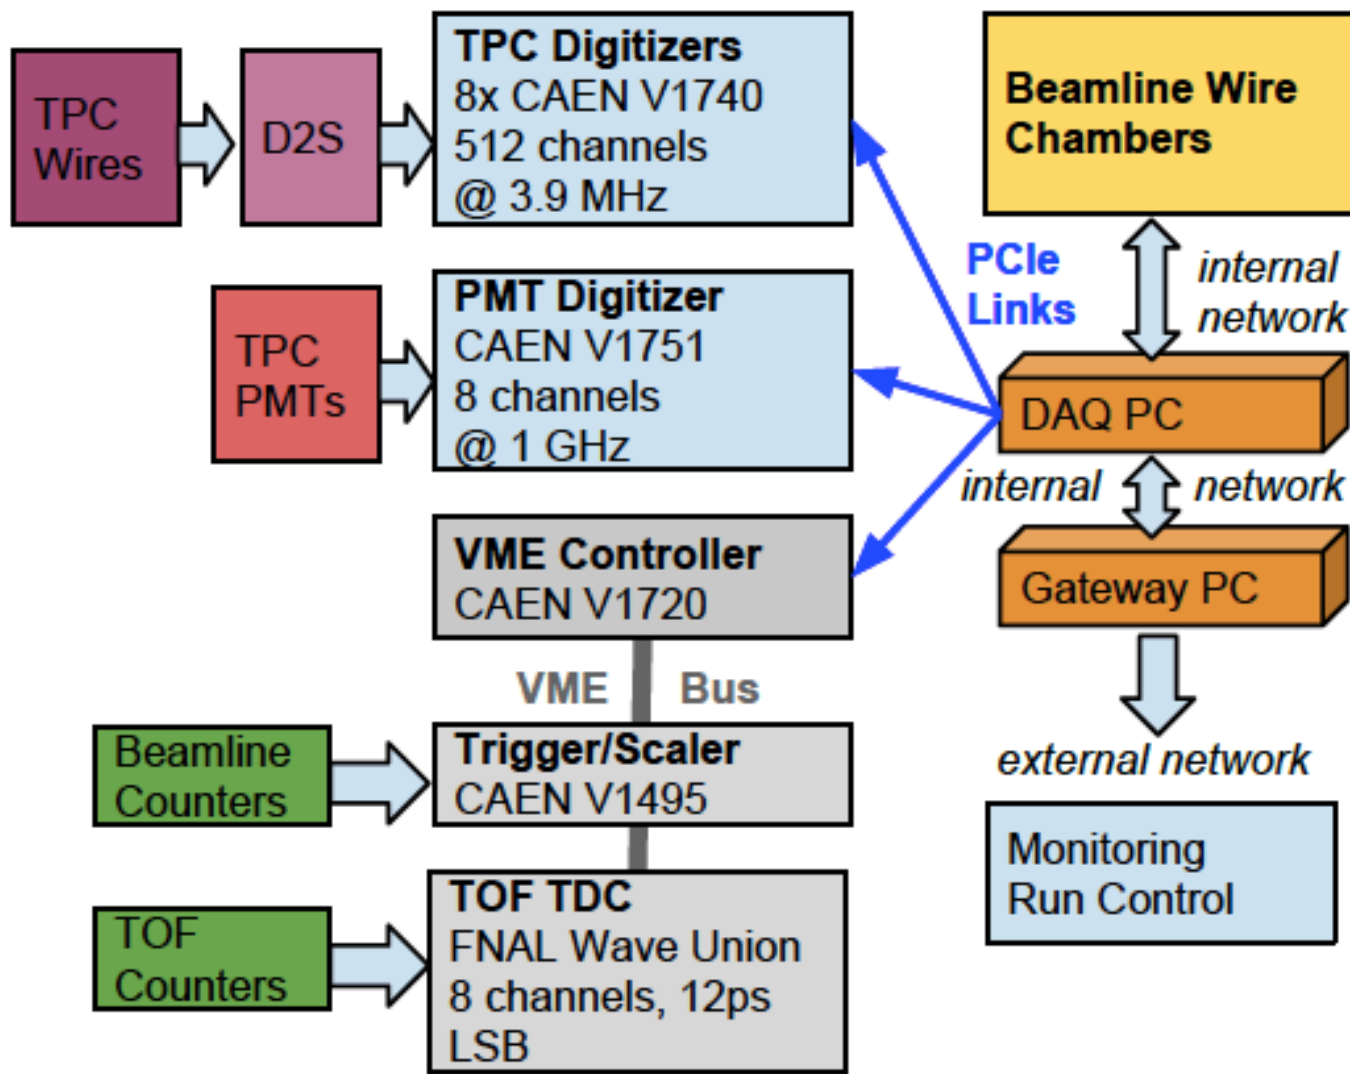 TPC
Wires
D2S
TPC Digitizers
8x CAEN V1740
512 channels
@ 3.9 MHz
Beamline Wire
Chambers
PCIe
Links
internal
network
TPC
PMTs
PMT Digitizer
CAEN V1751
8 channels
@ 1 GHz
DAQ PC
internal network
Gateway PC
VME Controller
CAEN V1720
VME Bus
external network
Beamline
Counters
Trigger/Scaler
CAEN V1495
Monitoring
Run Control
TOF
Counters
TOF TDC
FNAL Wave Union
8 channels, 12ps
LSB